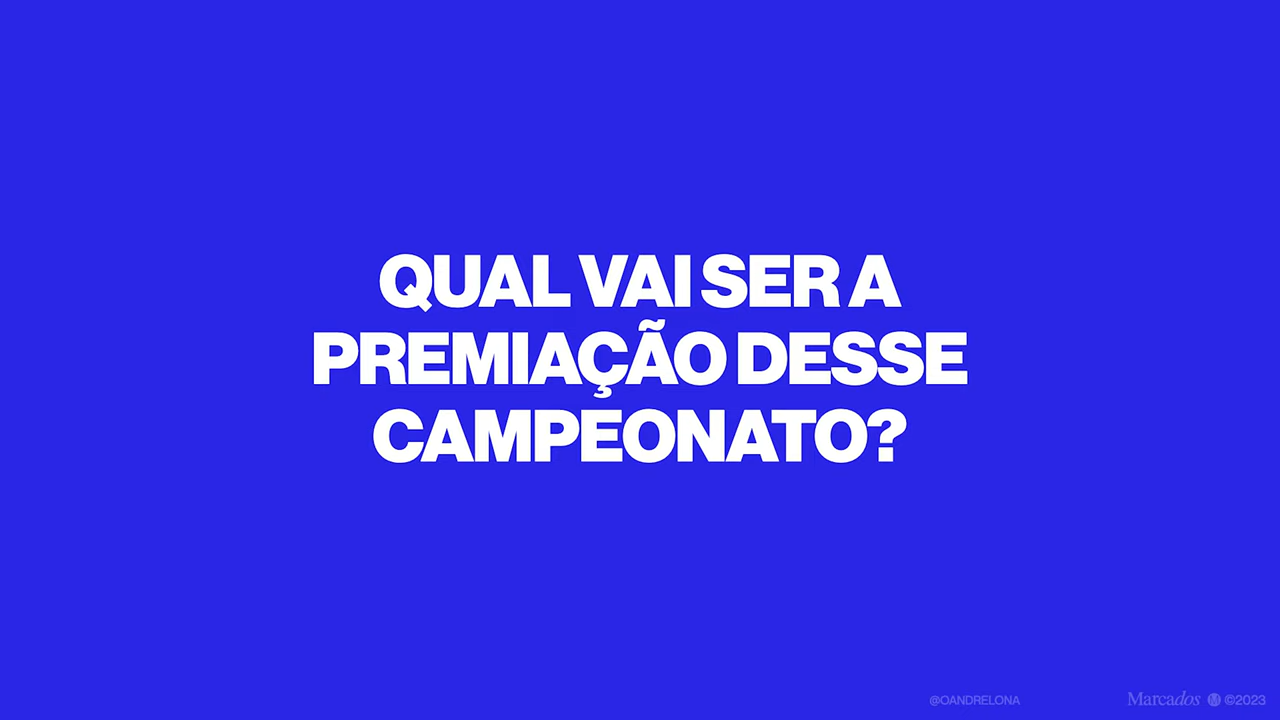 QUAL VAI SER A
PREMIAÇÃO DESSE
CAMPEONATO?
@OANDRELONA
Marcados M ©2023